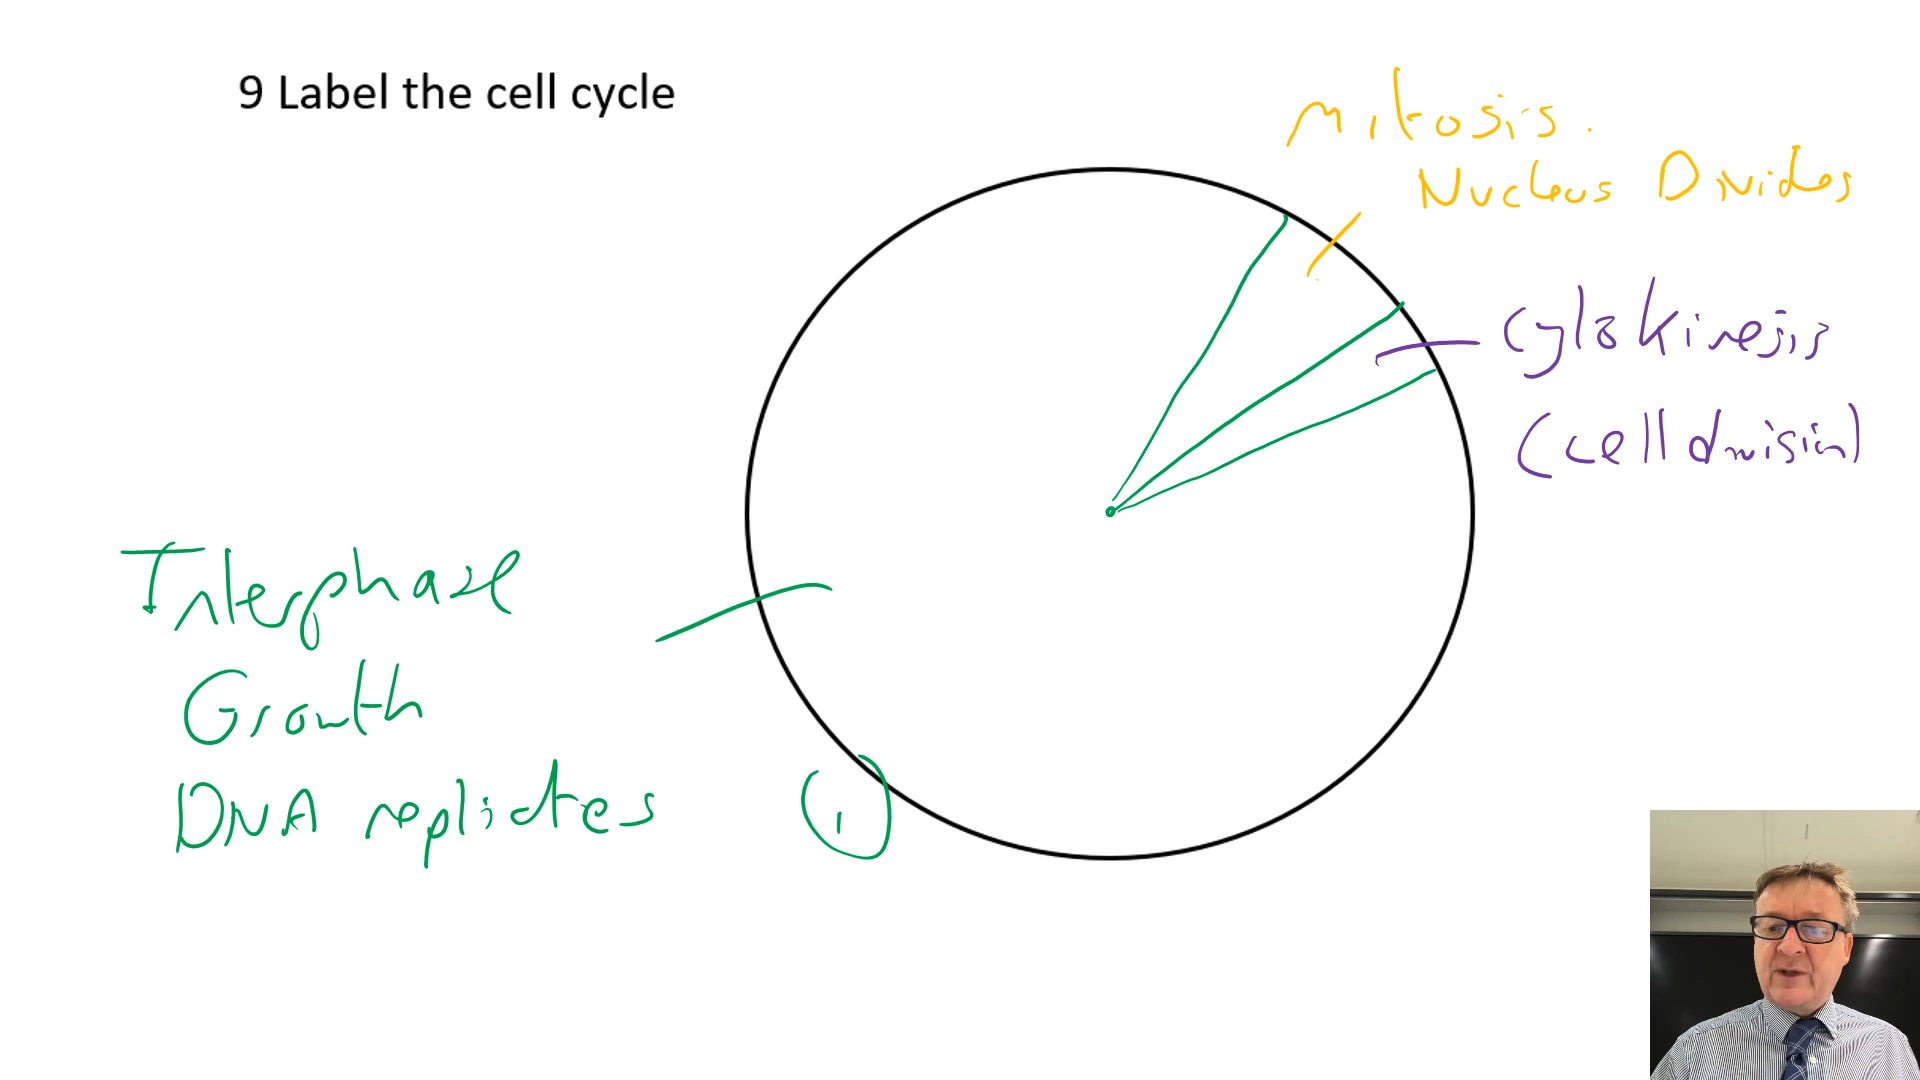 9 Label the cell cycle
Mitosis.
Nucleus Divides
Cytokinesis
(cell division)
Interphase
Growth
DNA replicates
1